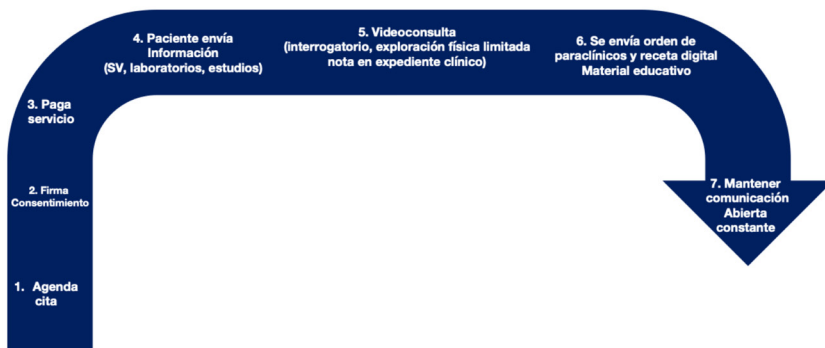 1. Agenda
cita
2. Firma
Consentimiento
3. Paga
servicio
4. Paciente envía
Información
(SV, laboratorios, estudios)
5. Videoconsulta
(interrogatorio, exploración física limitada
nota en expediente clínico)
6. Se envía orden de
paraclínicos y receta digital
Material educativo
7. Mantener
comunicación
Abierta
constante